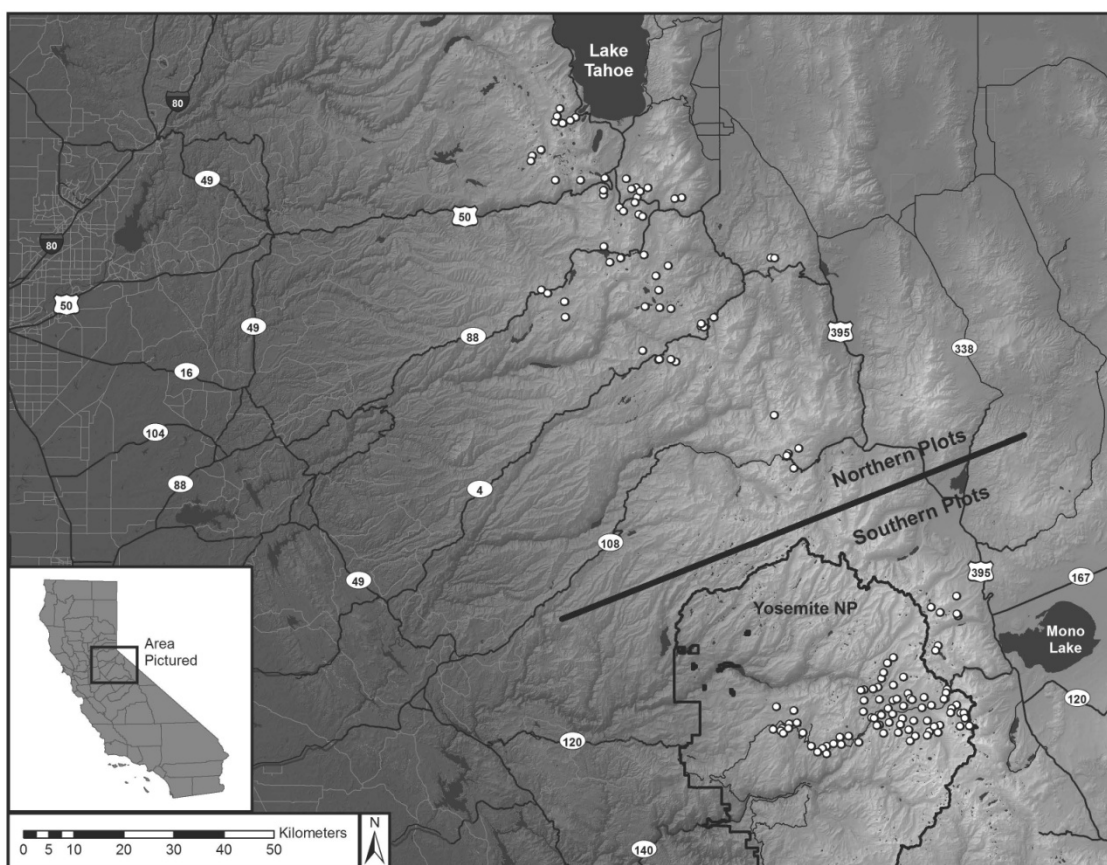 Lake
Tahoe
80
49
50
80
50
49
88
395
338
16
104
88
4
Northern Plots
Southern Plots
108
49
395
167
Yosemite NP
Mono
Lake
Area
Pictured
120
120
Kilometers
0 5 10 20 30 40 50
N
140